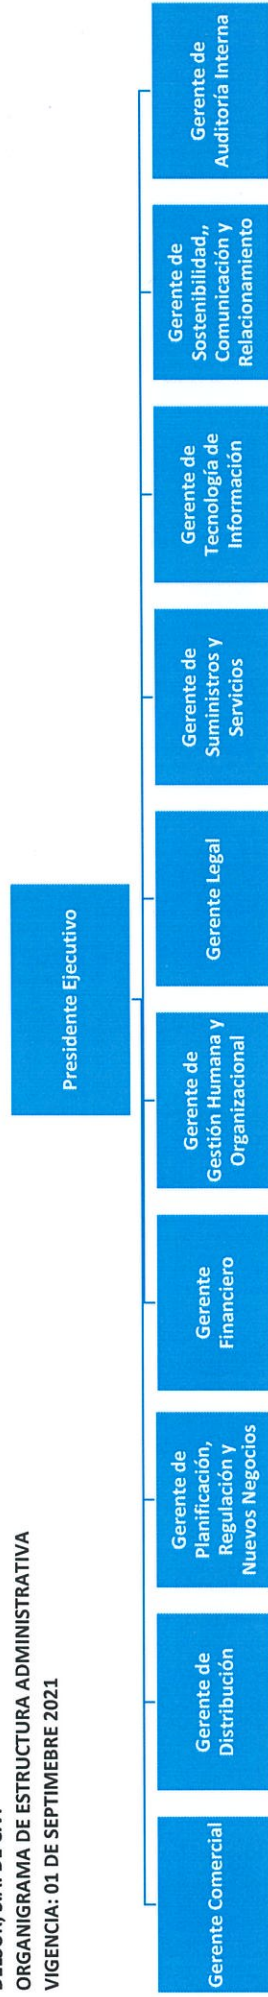 ORGANIGRAMA DE ESTRUCTURA ADMINISTRATIVA
VIGENCIA: 01 DE SEPTIMEBRE 2021
Presidente Ejecutivo
Gerente Comercial
Gerente de
Distribución
Gerente de
Planificación,
Regulación y
Nuevos Negocios
Gerente
Financiero
Gerente de
Gestión Humana y
Organizacional
Gerente Legal
Gerente de
Suministros y
Servicios
Gerente de
Tecnología de
Información
Gerente de
Sostenibilidad,,
Comunicación y
Relacionamiento
Gerente de
Auditoría Interna